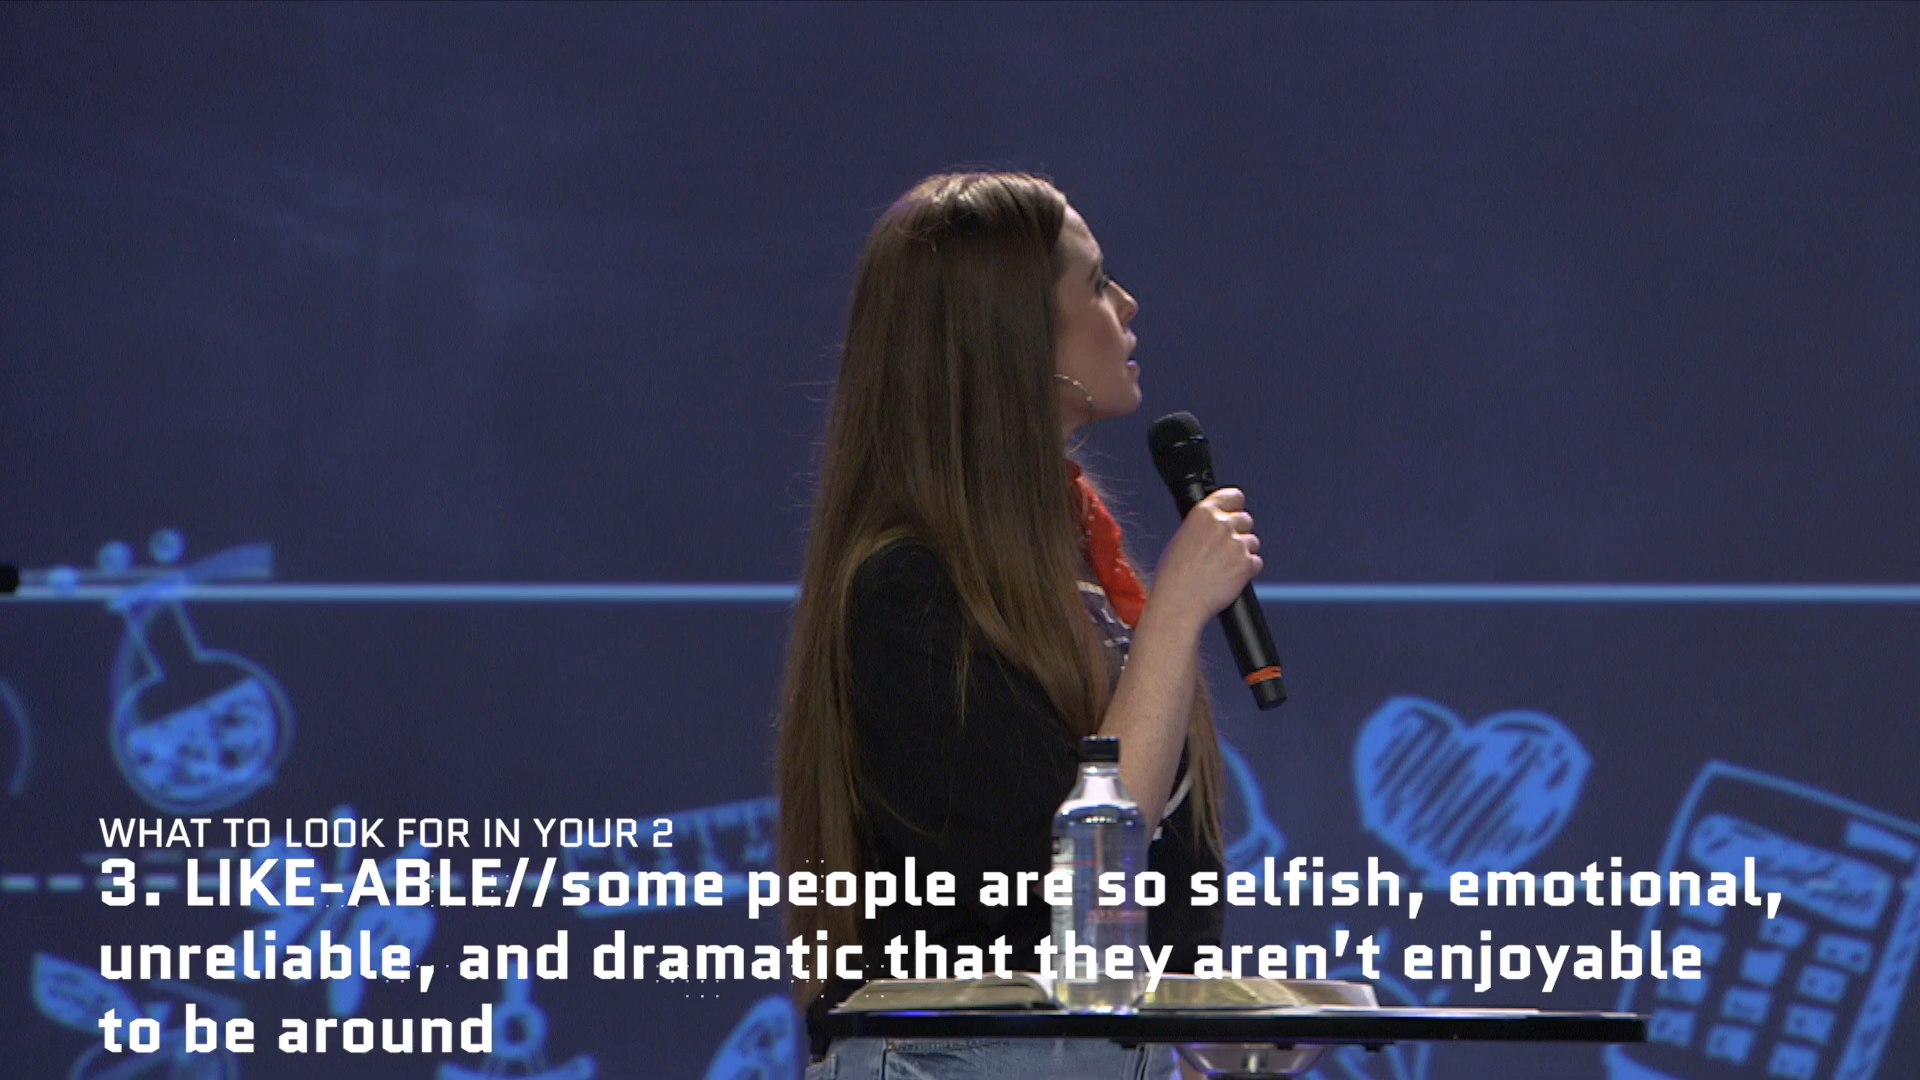 WHAT TO LOOK FOR IN YOUR 2
3. LIKE-ABLE//some people are so selfish, emotional,
unreliable, and dramatic that they aren't enjoyable
to be around